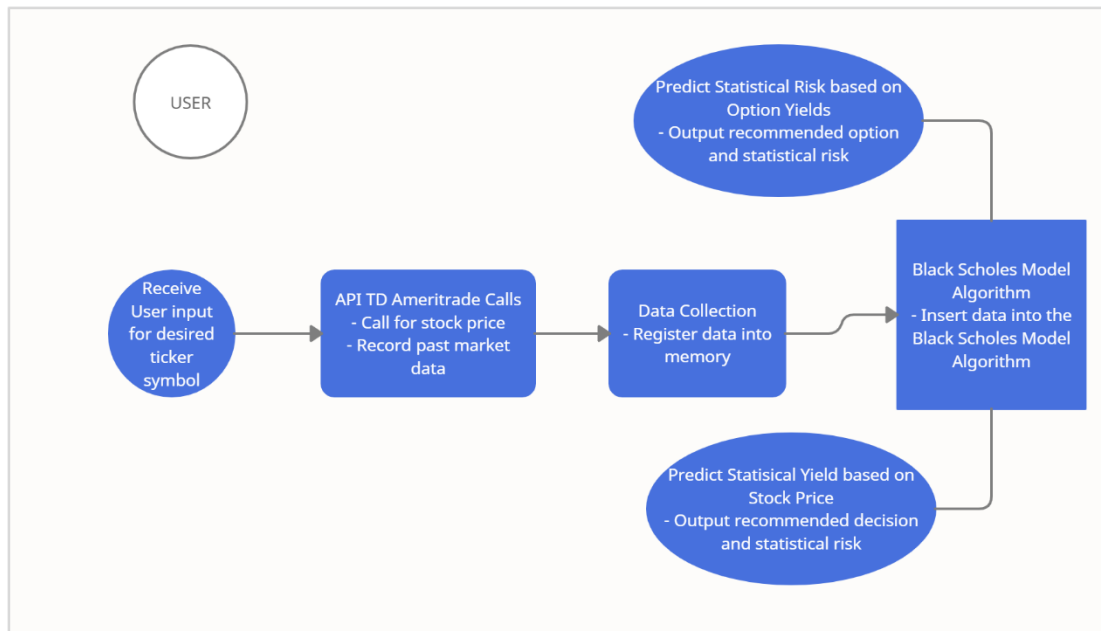 USER
Predict Statistical Risk based on
Option Yields
- Output recommended option
and statistical risk
Receive
User input
for desired
ticker
symbol
API TD Ameritrade Calls
- Call for stock price
- Record past market
data
Data Collection
- Register data into
memory
Black Scholes Model
Algorithm
- Insert data into the
Black Scholes Model
Algorithm
Predict Statisical Yield based on
Stock Price
- Output recommended decision
and statistical risk